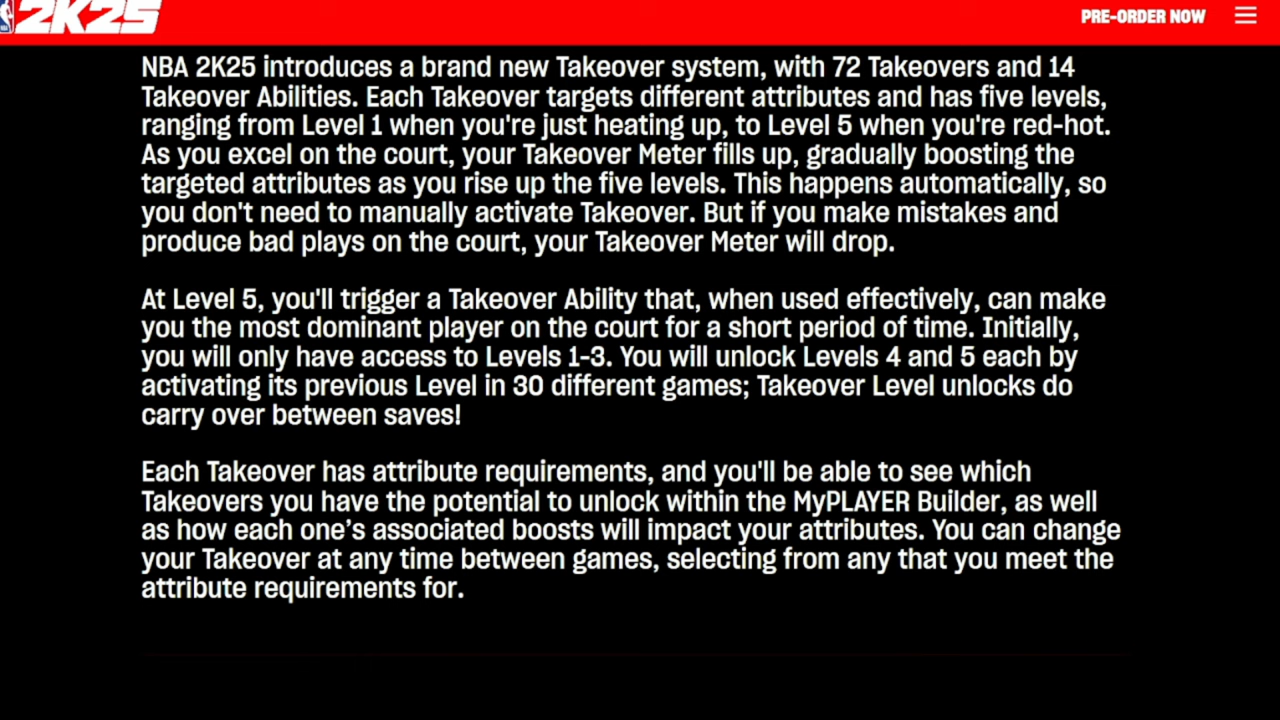 2K25
PRE-ORDER NOW
NBA 2K25 introduces a brand new Takeover system, with 72 Takeovers and 14
Takeover Abilities. Each Takeover targets different attributes and has five levels,
ranging from Level 1 when you're just heating up, to Level 5 when you're red-hot.
As you excel on the court, your Takeover Meter fills up, gradually boosting the
targeted attributes as you rise up the five levels. This happens automatically, so
you don't need to manually activate Takeover. But if you make mistakes and
produce bad plays on the court, your Takeover Meter will drop.
At Level 5, you'll trigger a Takeover Ability that, when used effectively, can make
you the most dominant player on the court for a short period of time. Initially,
you will only have access to Levels 1-3. You will unlock Levels 4 and 5 each by
activating its previous Level in 30 different games; Takeover Level unlocks do
carry over between saves!
Each Takeover has attribute requirements, and you'll be able to see which
Takeovers you have the potential to unlock within the MyPLAYER Builder, as well
as how each one’s associated boosts will impact your attributes. You can change
your Takeover at any time between games, selecting from any that you meet the
attribute requirements for.